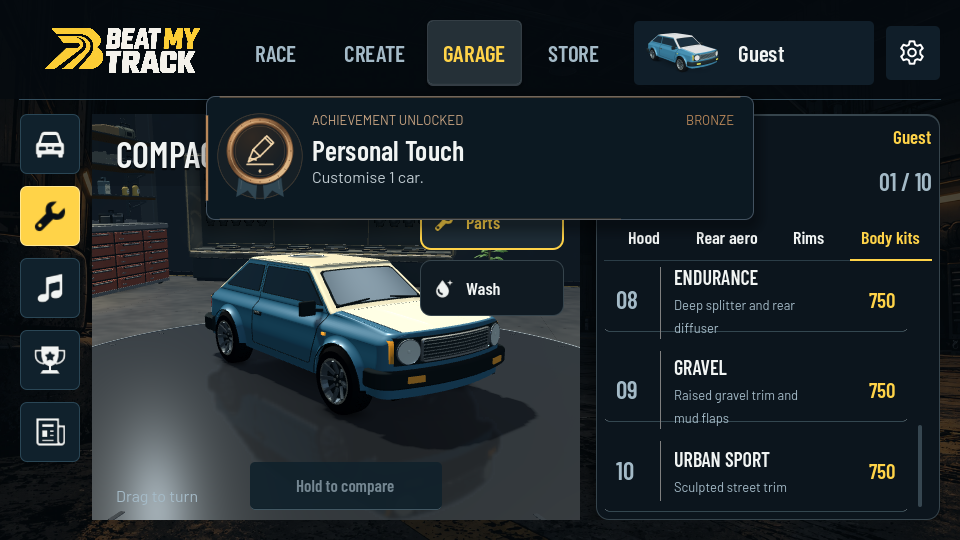 BEAT MY
TRACK
RACE
CREATE
GARAGE
STORE
Guest
ACHIEVEMENT UNLOCKED
BRONZE
Personal Touch
Customise 1 car.
Guest
01 / 10
Parts
Wash
Hood
Rear aero
Rims
Body kits
08
ENDURANCE
Deep splitter and rear
diffuser
750
09
GRAVEL
Raised gravel trim and
mud flaps
750
10
URBAN SPORT
Sculpted street trim
750
Drag to turn
Hold to compare